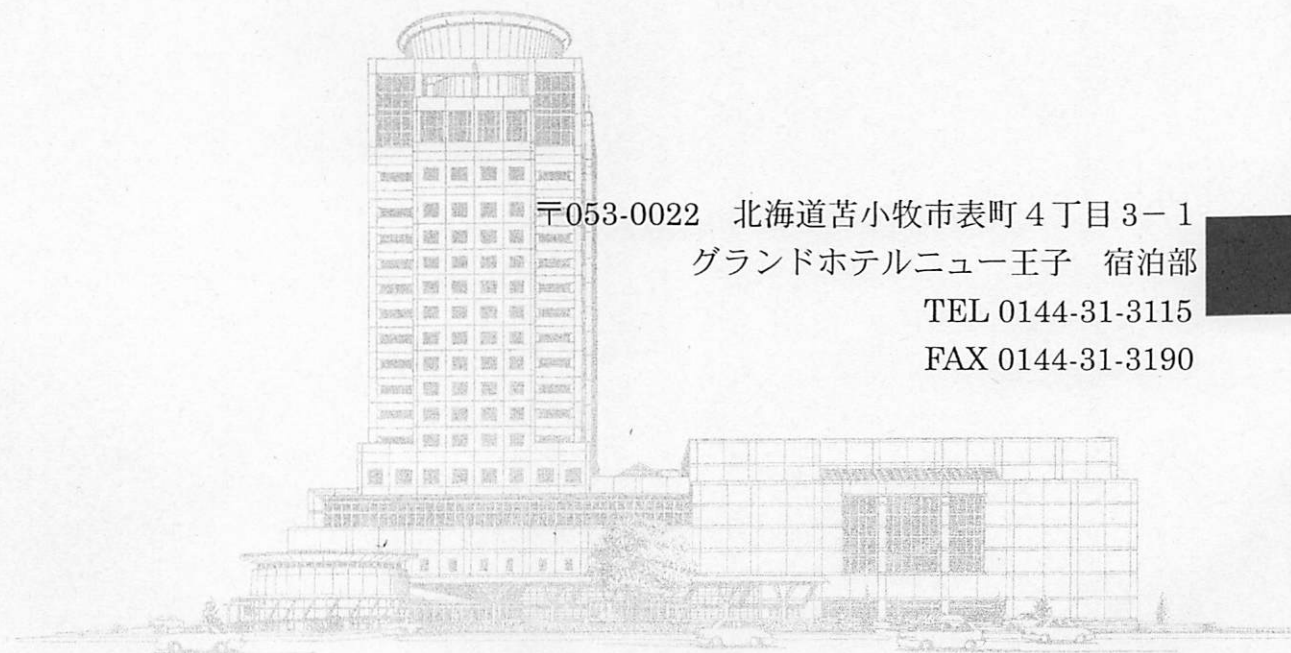 〒053-0022　北海道苫小牧市表町４丁目３−１
グランドホテルニュー王子　宿泊部
TEL 0144-31-3115
FAX 0144-31-3190